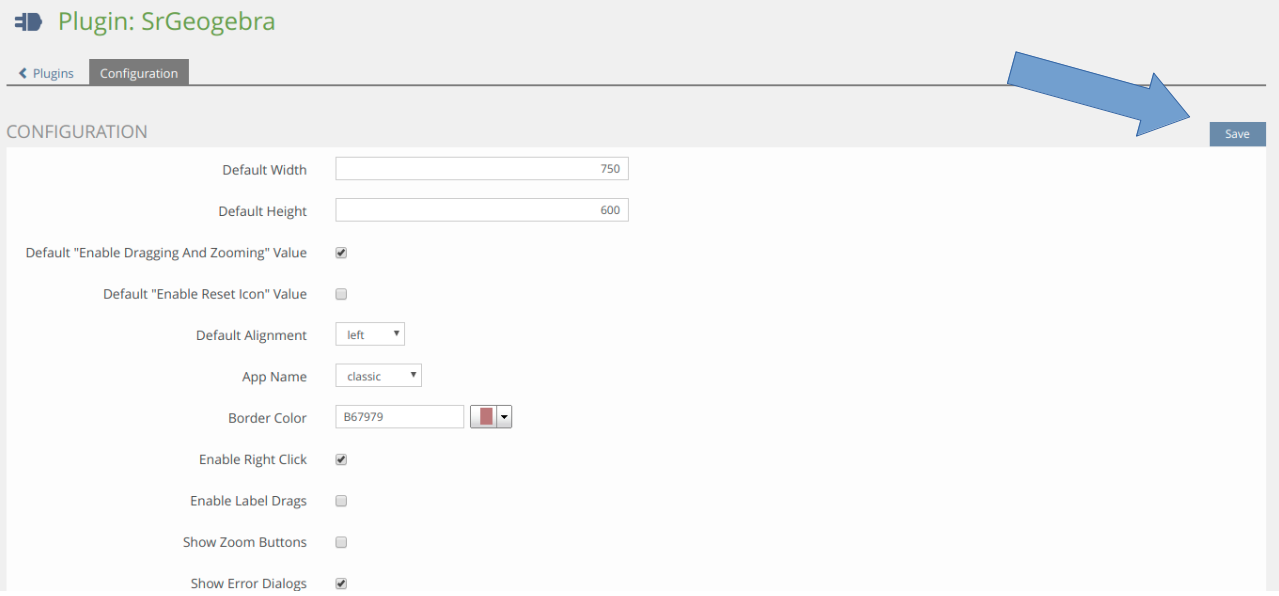 Plugin: SrGeogebra
Plugins Configuration
CONFIGURATION
Save
Default Width 750
Default Height 600
Default "Enable Dragging And Zooming" Value
Default "Enable Reset Icon" Value
Default Alignment left
App Name classic
Border Color B67979
Enable Right Click
Enable Label Drags
Show Zoom Buttons
Show Error Dialogs